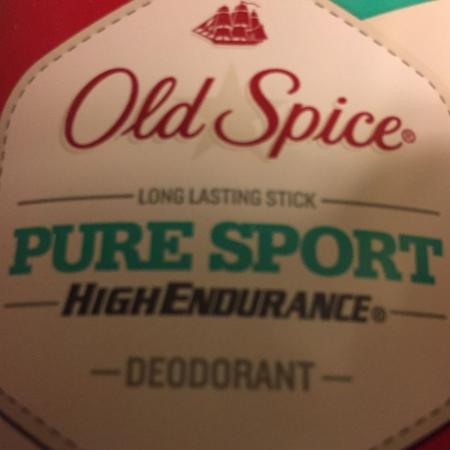 Old Spice®
LONG LASTING STICK
PURE SPORT
HIGH ENDURANCE®
DEODORANT